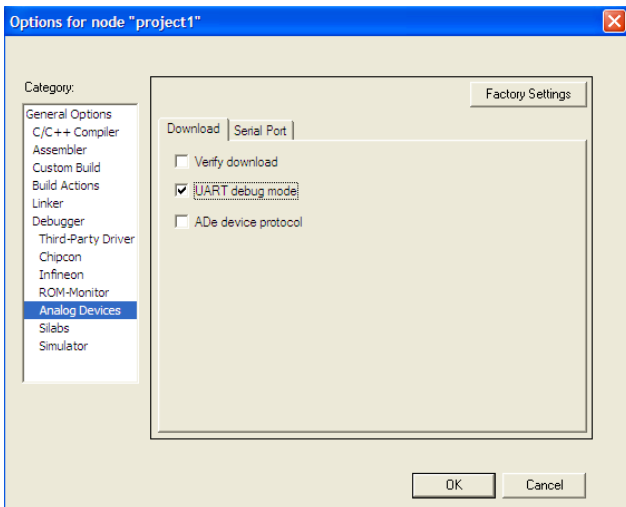 Options for node "project1"
Category:
Factory Settings
General Options
C/C++ Compiler
Assembler
Custom Build
Build Actions
Linker
Debugger
Third-Party Driver
Chipcon
Infineon
ROM-Monitor
Analog Devices
Silabs
Simulator
Download
Serial Port
Verify download
UART debug mode
ADe device protocol
OK
Cancel